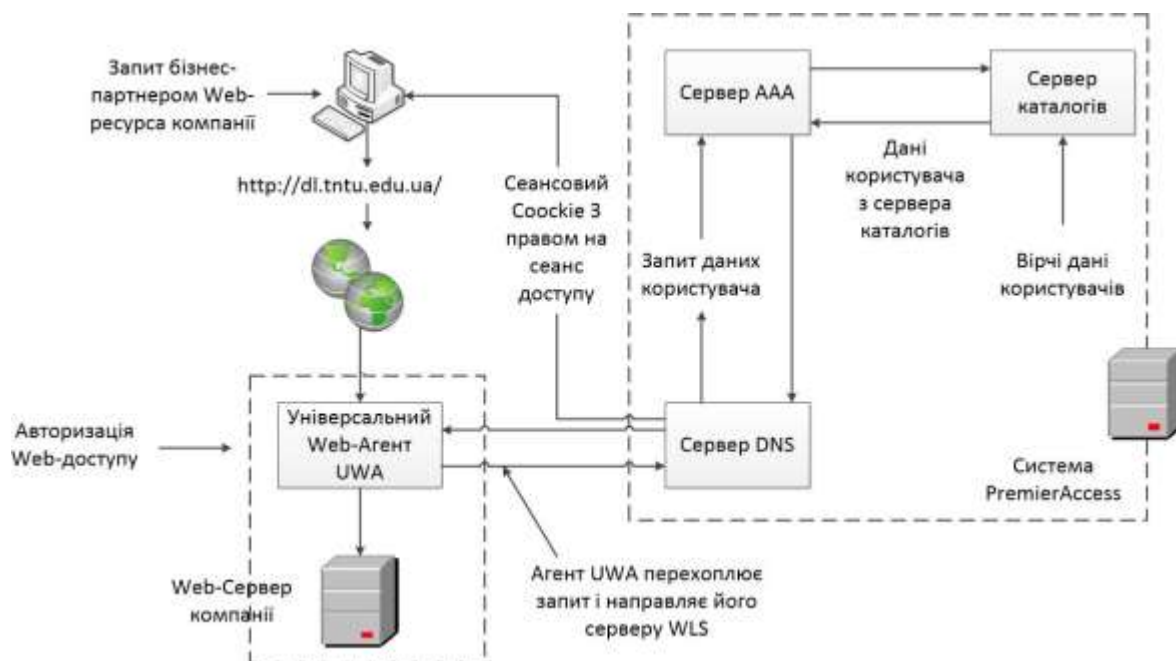 Запит бізнес-
партнером Web-
ресурса компанії
http://dl.tntu.edu.ua/
Сеансовий
Coockie З
правом на
сеанс
доступу
Сервер ААА
Сервер
каталогів
Дані
користувача
з сервера
каталогів
Запит даних
користувача
Вірчі дані
користувачів
Авторизація
Web-доступу
Універсальний
Web-Агент
UWA
Сервер DNS
Система
PremierAccess
Web-Сервер
компанії
Агент UWA перехоплює
запит і направляє його
серверу WLS